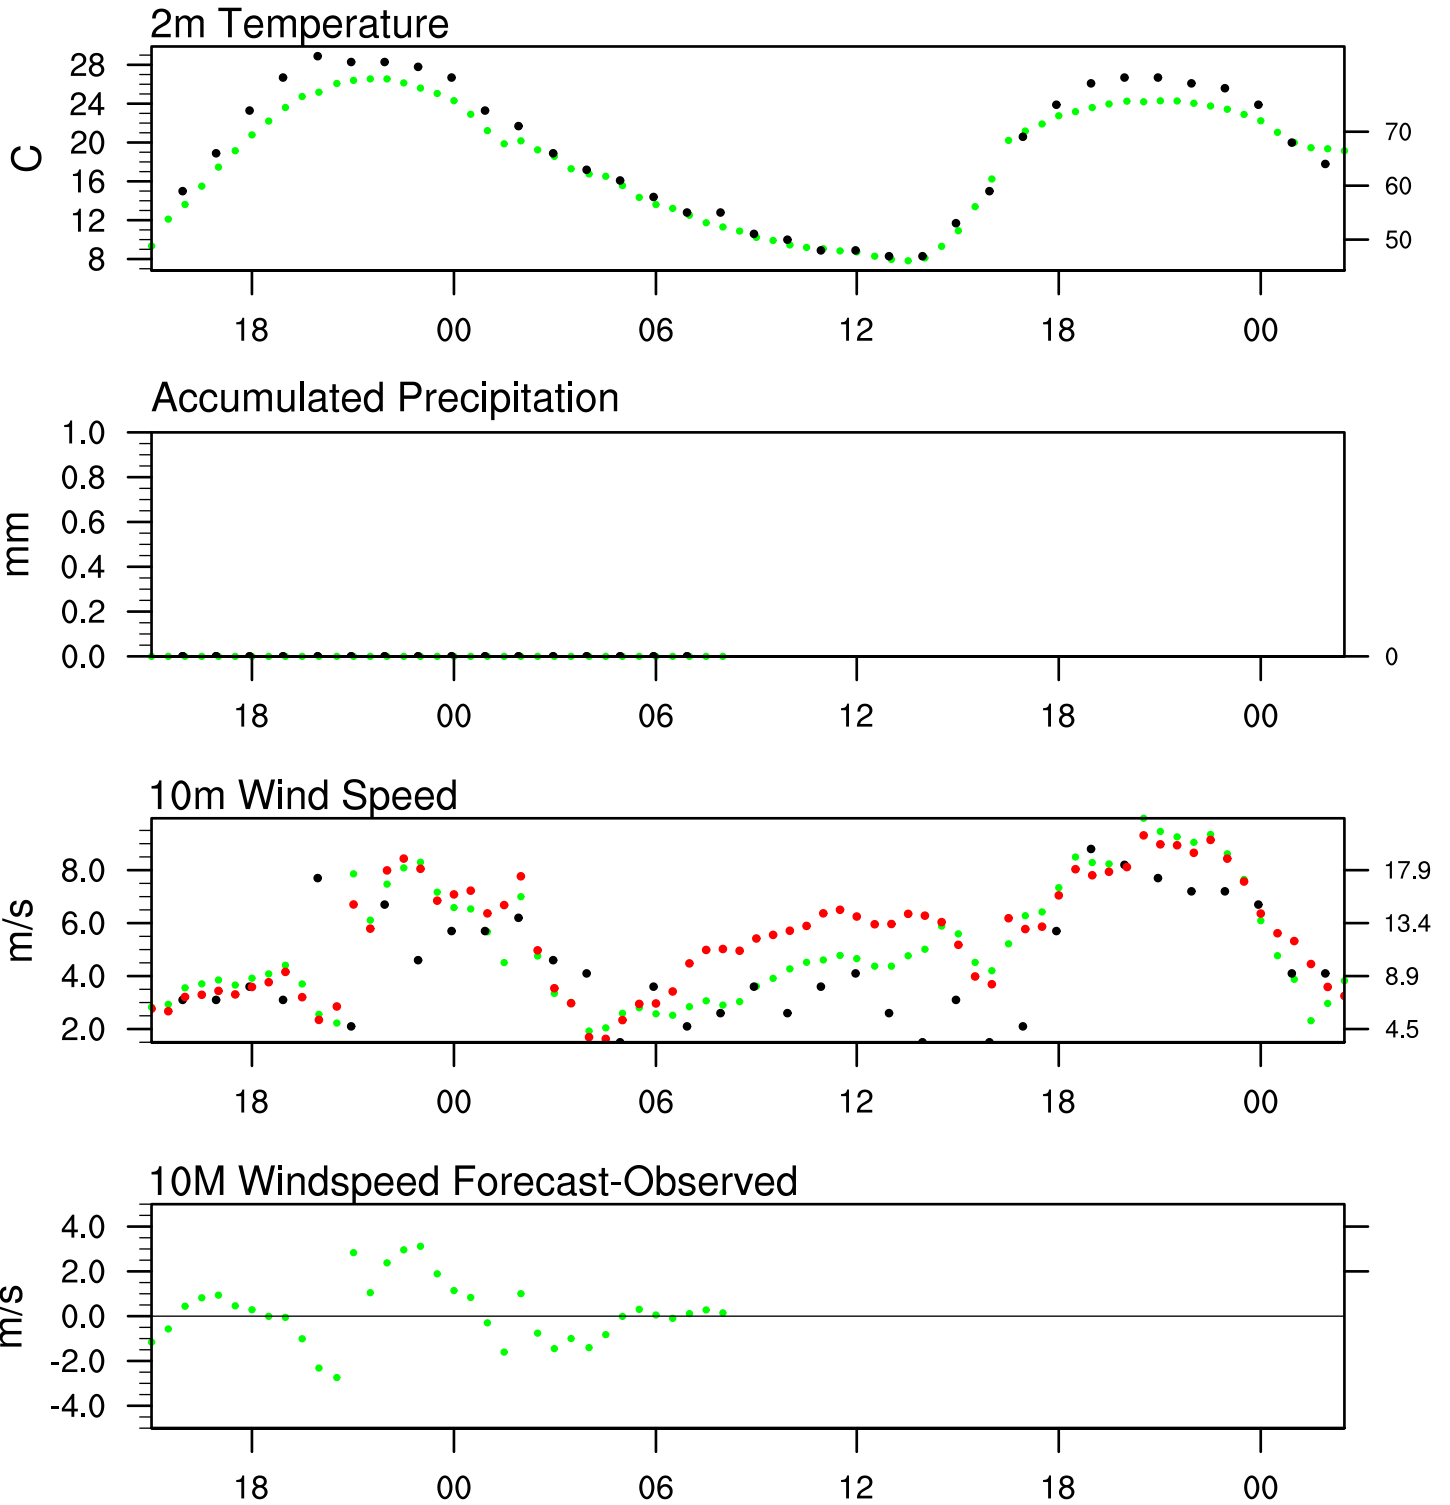 2m Temperature
28
24
20
16
12
8
C
70
60
50
18 00 06 12 18 00
Accumulated Precipitation
1.0
0.8
0.6
0.4
0.2
0.0
mm
0
18 00 06 12 18 00
10m Wind Speed
8.0
6.0
4.0
2.0
m/s
17.9
13.4
8.9
4.5
18 00 06 12 18 00
10M Windspeed Forecast-Observed
4.0
2.0
0.0
-2.0
-4.0
m/s
18 00 06 12 18 00